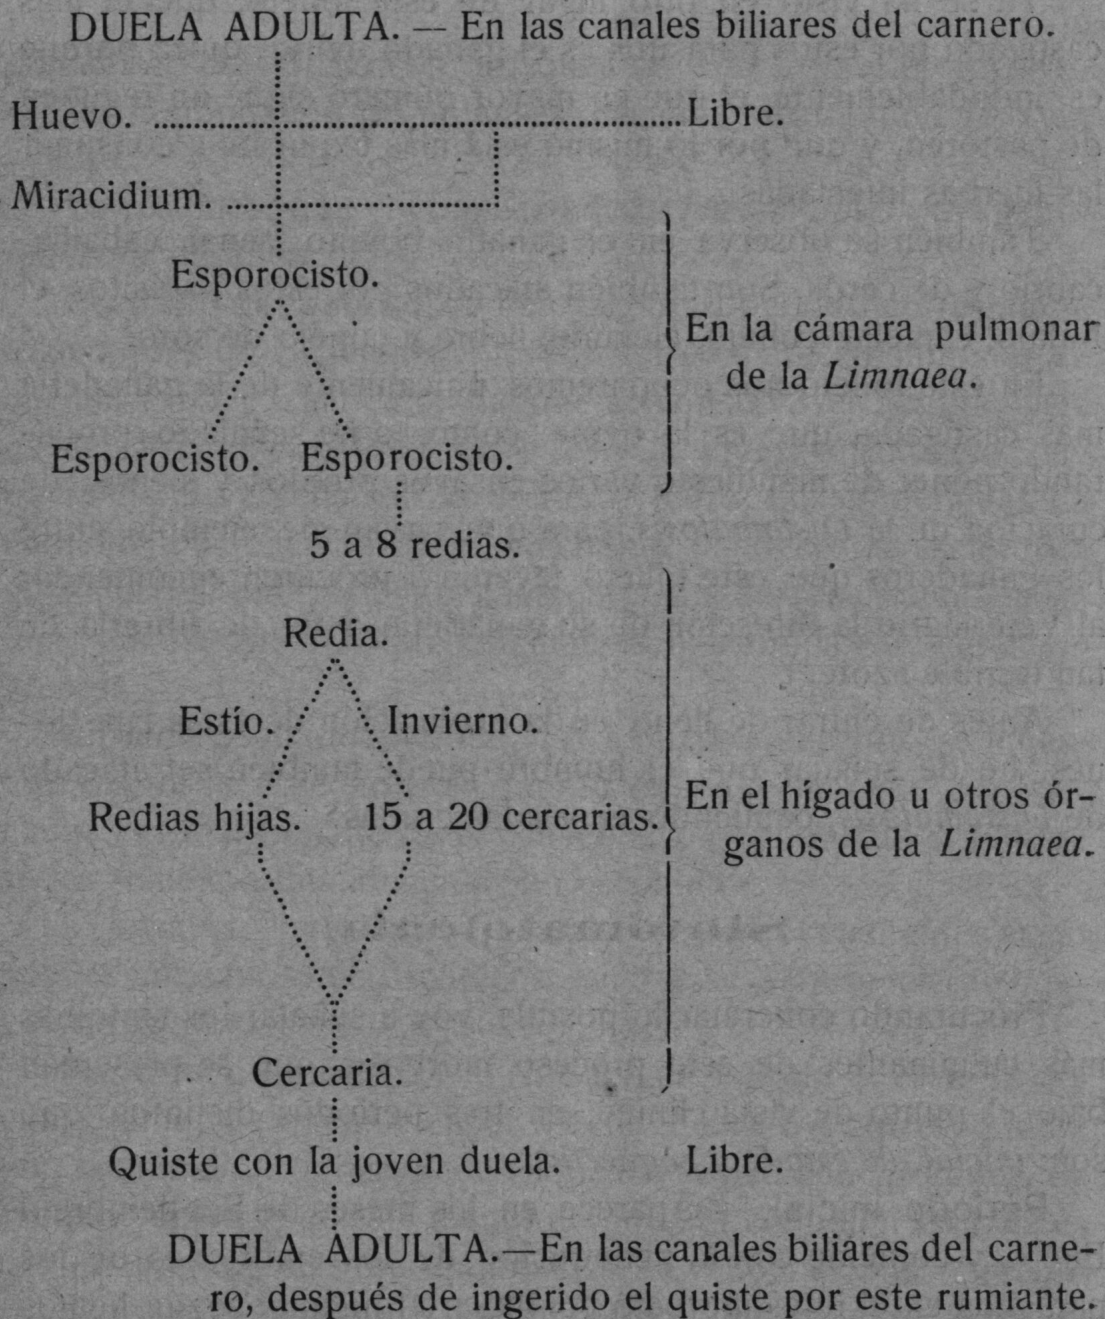 DUELA ADULTA. — En las canales biliares del carnero.
Huevo. Libre.
Miracidium.
Esporocisto.
En la cámara pulmonar
de la Limnaea.
Esporocisto. Esporocisto.
5 a 8 redias.
Redia.
Estío. Invierno.
Redias hijas. 15 a 20 cercarias.
En el hígado u otros ór-
ganos de la Limnaea.
Cercaria.
Quiste con la joven duela. Libre.
DUELA ADULTA.—En las canales biliares del carne-
ro, después de ingerido el quiste por este rumiante.